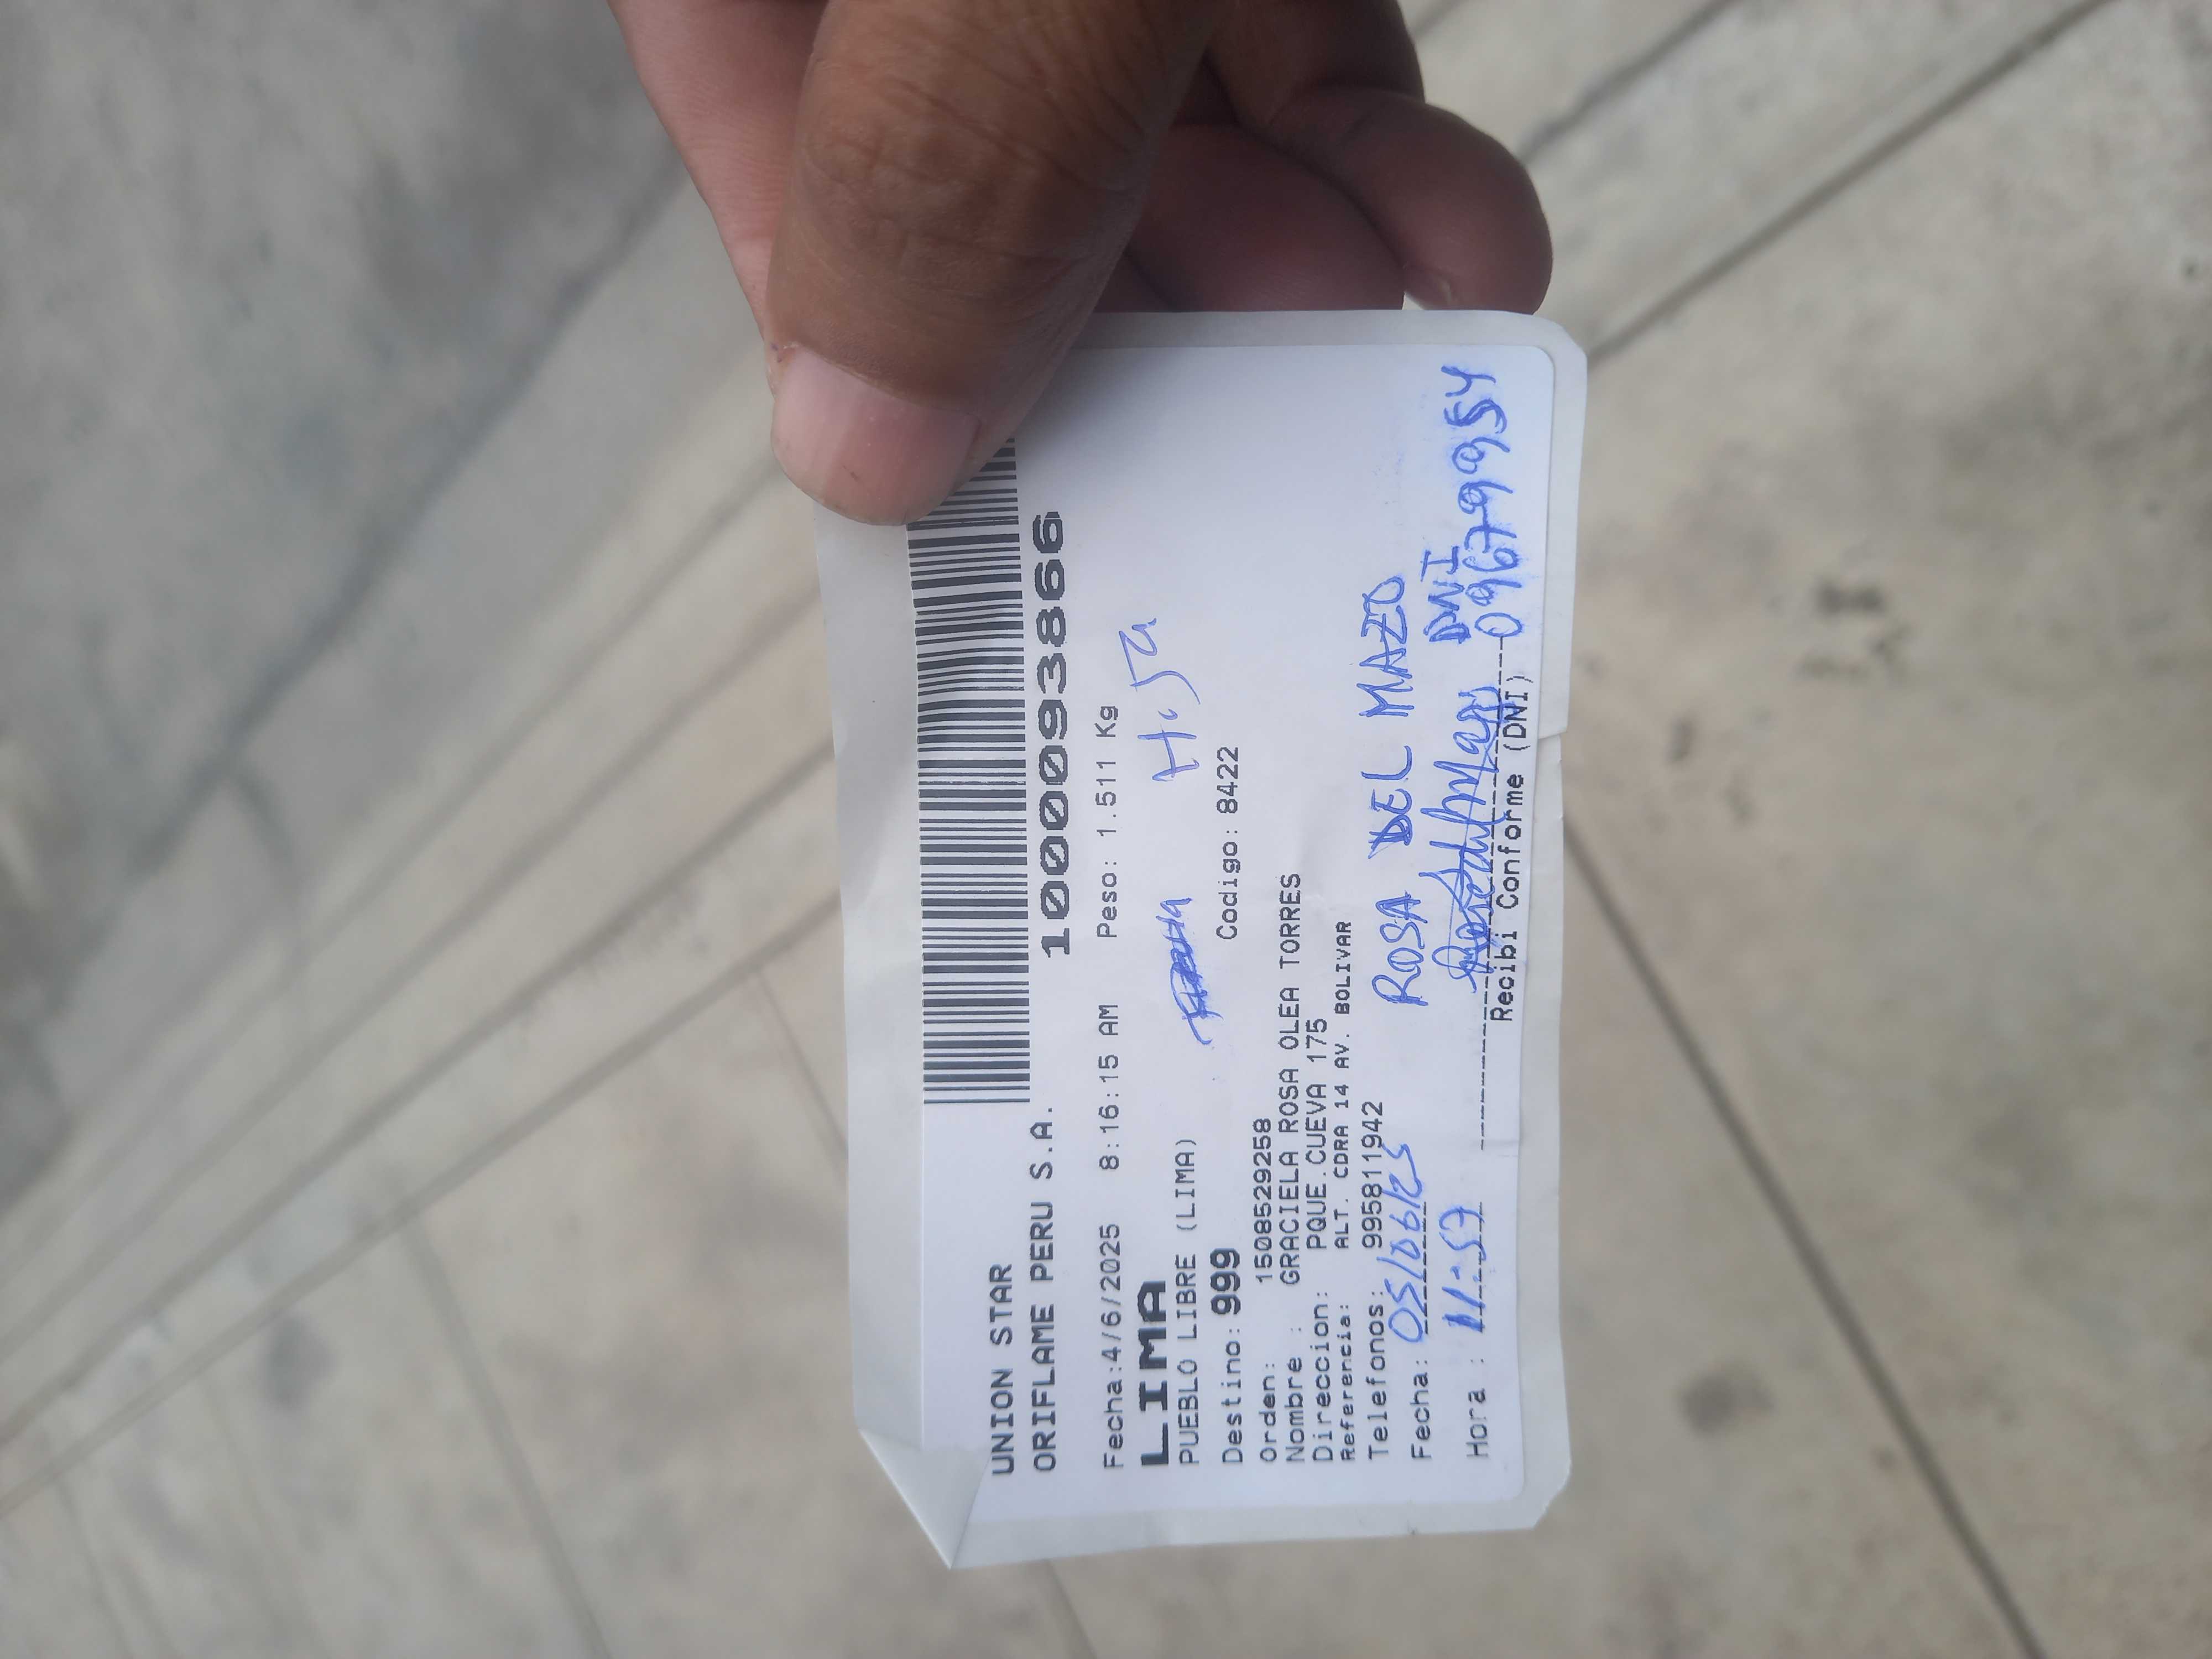 UNION STAR
ORIFLAME PERU S.A.
1000093866
Fecha:4/6/2025 8:16:15 AM Peso: 1.511 Kg
LIMA
PUEBLO LIBRE (LIMA)
Hija
Destino: 999 Codigo: 8422
Orden: 1508529258
Nombre : GRACIELA ROSA OLEA TORRES
Direccion: PQUE.CUEVA 175
Referencia: ALT. CDRA 14 AV. BOLIVAR
Telefonos: 995811942
Fecha: 05/06/25 ROSA DEL MAZO
Hora : 11:57
DNI
09679954
Recibi Conforme (DNI)